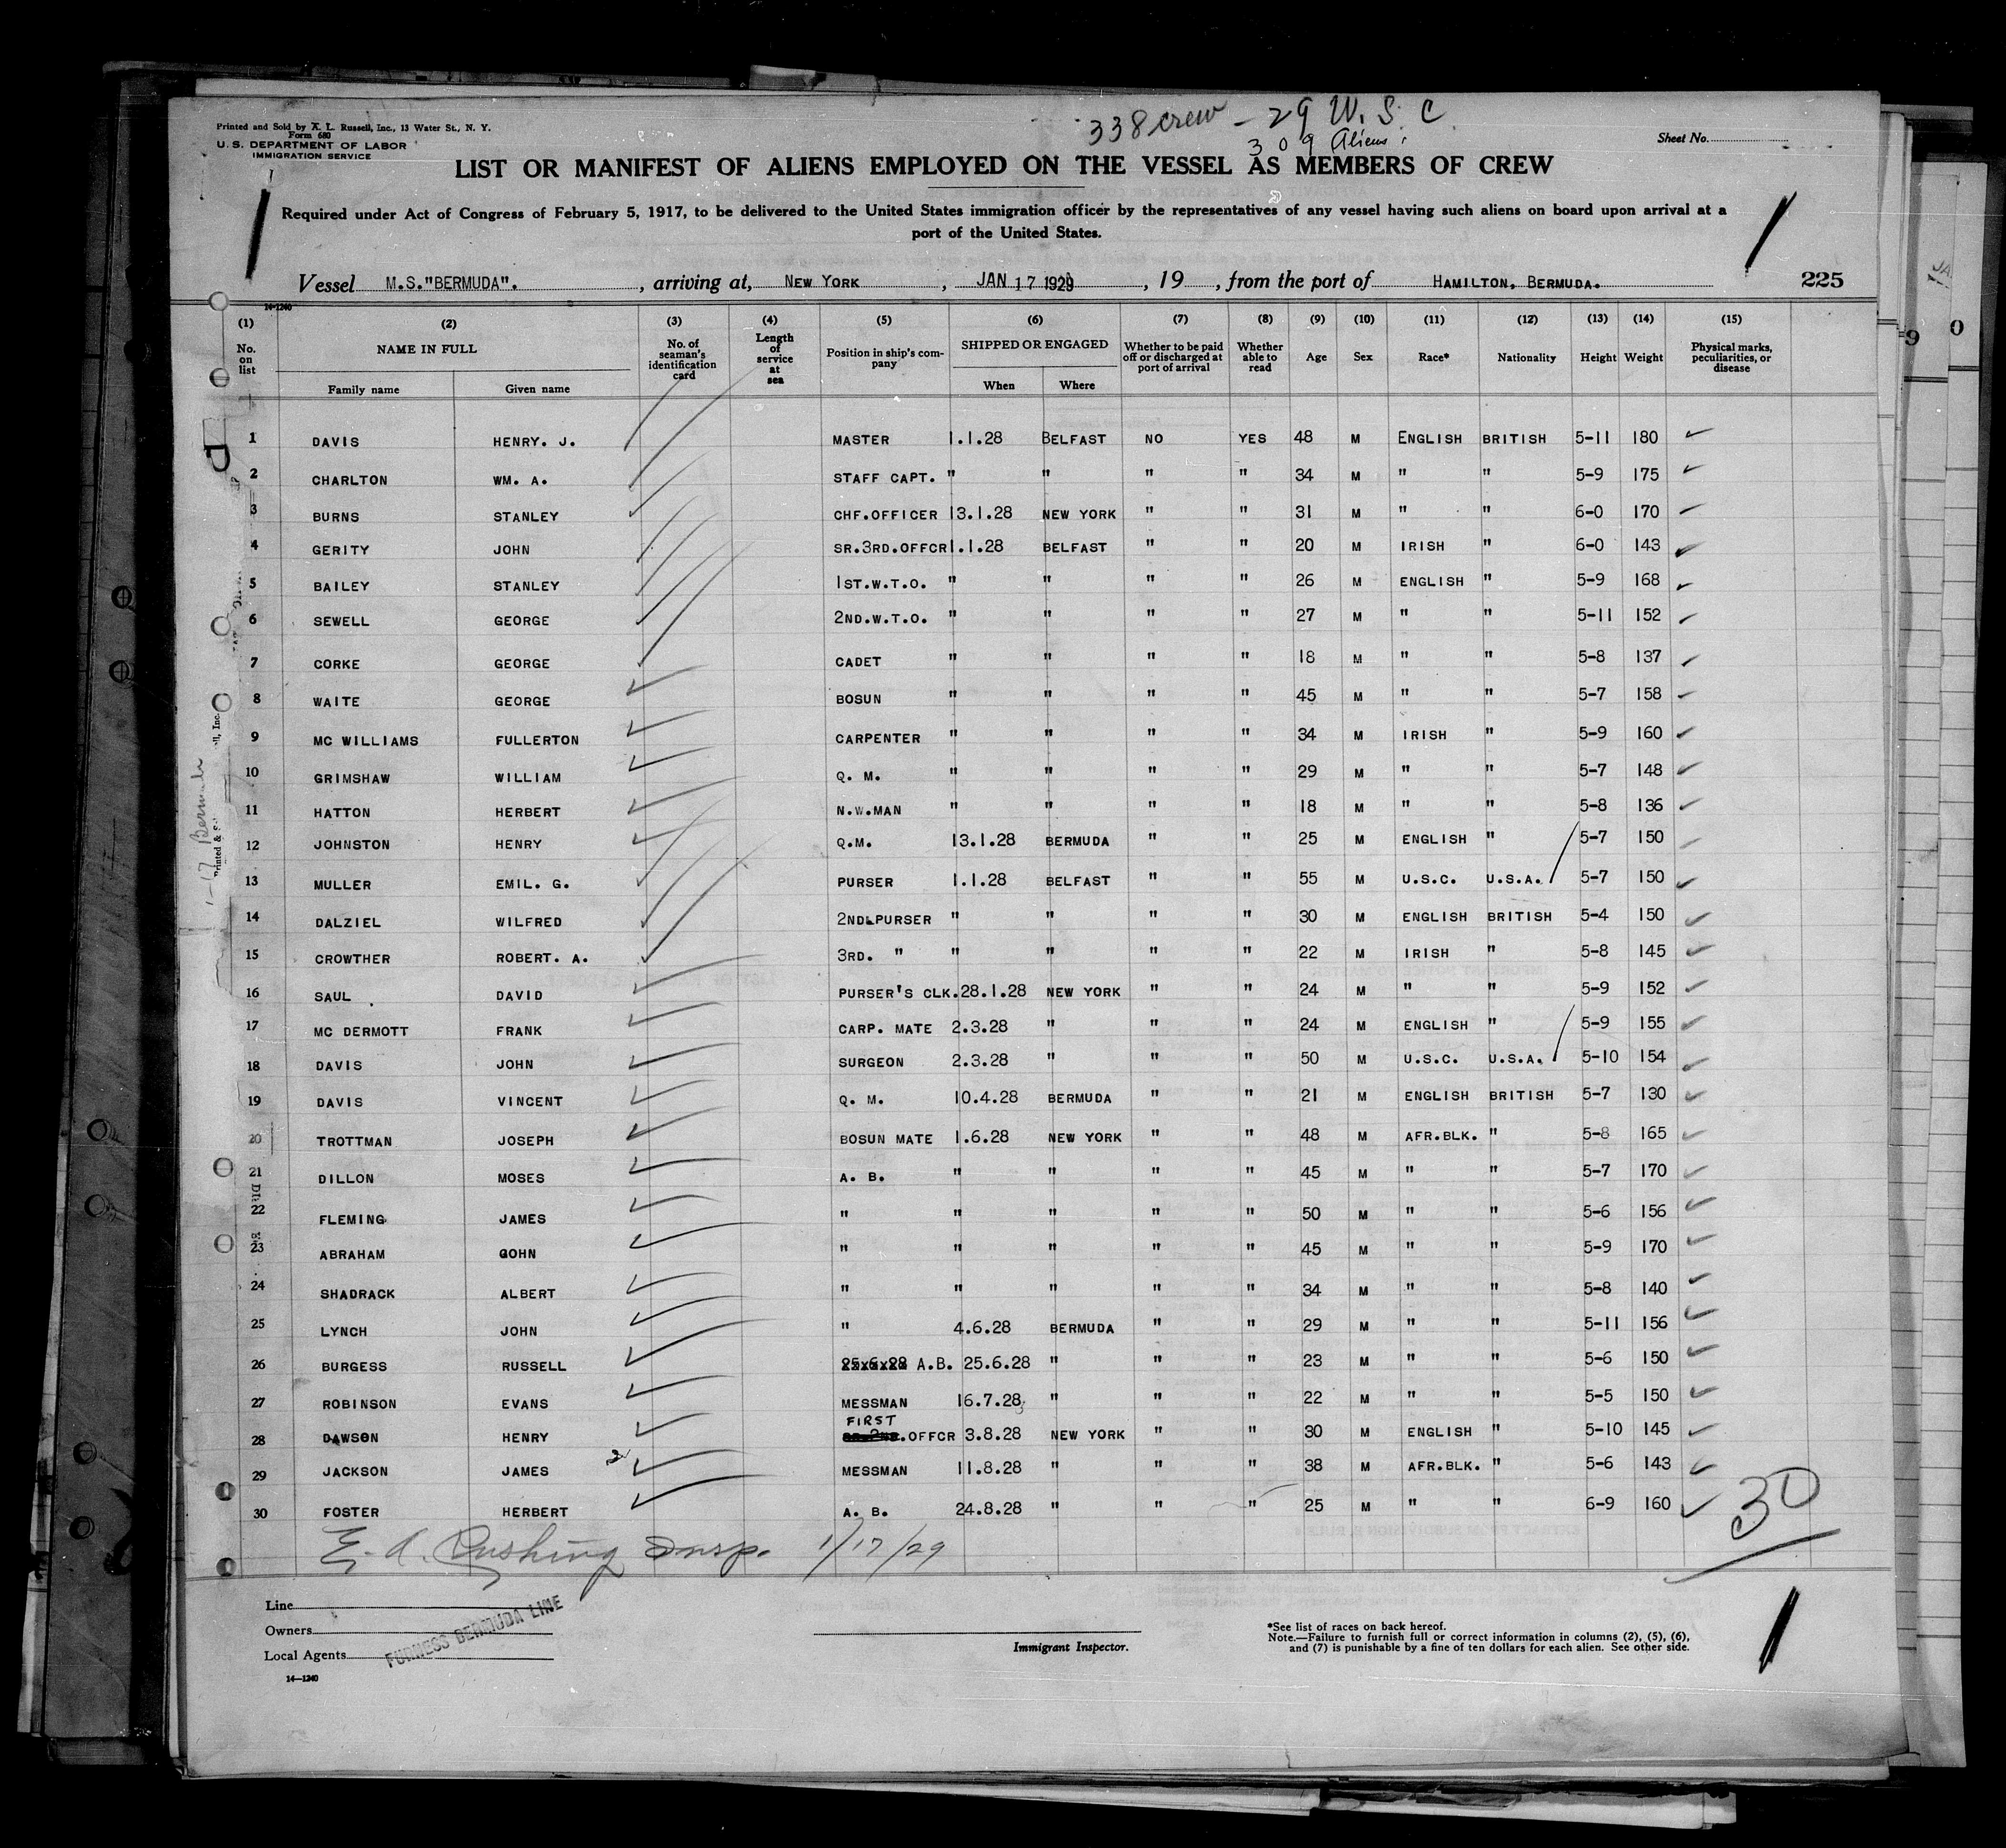 338 crew - 29 U.S.C
309 Aliens
Printed and Sold by A. L. Russell, Inc., 13 Water St., N. Y.
Form 680
U. S. DEPARTMENT OF LABOR
IMMIGRATION SERVICE
Sheet No.
LIST OR MANIFEST OF ALIENS EMPLOYED ON THE VESSEL AS MEMBERS OF CREW
Required under Act of Congress of February 5, 1917, to be delivered to the United States immigration officer by the representatives of any vessel having such aliens on board upon arrival at a
port of the United States.
Vessel M.S."BERMUDA". , arriving at, NEW YORK , JAN 17 1929 , 19 , from the port of HAMILTON, BERMUDA. 225
14-1240
(1) (2) (3) (4) (5) (6) (7) (8) (9) (10) (11) (12) (13) (14) (15)
No. on list NAME IN FULL No. of seaman's identification card Length of service at sea Position in ship's company SHIPPED OR ENGAGED Whether to be paid off or discharged at port of arrival Whether able to read Age Sex Race* Nationality Height Weight Physical marks, peculiarities, or disease
Family name Given name When Where
1 DAVIS HENRY. J. MASTER 1.1.28 BELFAST NO YES 48 M ENGLISH BRITISH 5-11 180
2 CHARLTON WM. A. STAFF CAPT. " " " " 34 M " " 5-9 175
3 BURNS STANLEY CHF.OFFICER 13.1.28 NEW YORK " " 31 M " " 6-0 170
4 GERITY JOHN SR.3RD.OFFCR 1.1.28 BELFAST " " 20 M IRISH " 6-0 143
5 BAILEY STANLEY 1ST.W.T.O. " " " " 26 M ENGLISH " 5-9 168
6 SEWELL GEORGE 2ND.W.T.O. " " " " 27 M " " 5-11 152
7 CORKE GEORGE CADET " " " " 18 M " " 5-8 137
8 WAITE GEORGE BOSUN " " " " 45 M " " 5-7 158
9 MC WILLIAMS FULLERTON CARPENTER " " " " 34 M IRISH " 5-9 160
10 GRIMSHAW WILLIAM Q. M. " " " " 29 M " " 5-7 148
11 HATTON HERBERT N.W.MAN " " " " 18 M " " 5-8 136
12 JOHNSTON HENRY Q.M. 13.1.28 BERMUDA " " 25 M ENGLISH " 5-7 150
13 MULLER EMIL. G. PURSER 1.1.28 BELFAST " " 55 M U.S.C. U.S.A. 5-7 150
14 DALZIEL WILFRED 2ND.PURSER " " " " 30 M ENGLISH BRITISH 5-4 150
15 CROWTHER ROBERT. A. 3RD. " " " " " 22 M IRISH " 5-8 145
16 SAUL DAVID PURSER'S CLK. 28.1.28 NEW YORK " " 24 M " " 5-9 152
17 MC DERMOTT FRANK CARP. MATE 2.3.28 " " " 24 M ENGLISH " 5-9 155
18 DAVIS JOHN SURGEON 2.3.28 " " " 50 M U.S.C. U.S.A. 5-10 154
19 DAVIS VINCENT Q. M. 10.4.28 BERMUDA " " 21 M ENGLISH BRITISH 5-7 130
20 TROTTMAN JOSEPH BOSUN MATE 1.6.28 NEW YORK " " 48 M AFR.BLK. " 5-8 165
21 DILLON MOSES A. B. " " " " 45 M " " 5-7 170
22 FLEMING JAMES " " " " " 50 M " " 5-6 156
23 ABRAHAM GOHN " " " " " 45 M " " 5-9 170
24 SHADRACK ALBERT " " " " " 34 M " " 5-8 140
25 LYNCH JOHN " 4.6.28 BERMUDA " " 29 M " " 5-11 156
26 BURGESS RUSSELL 25.6.28 A.B. 25.6.28 " " " 23 M " " 5-6 150
27 ROBINSON EVANS MESSMAN 16.7.28 " " " 22 M " " 5-5 150
28 DAWSON HENRY FIRST .OFFCR 3.8.28 NEW YORK " " 30 M ENGLISH " 5-10 145
29 JACKSON JAMES MESSMAN 11.8.28 " " " 38 M AFR.BLK. " 5-6 143
30 FOSTER HERBERT A. B. 24.8.28 " " " 25 M " " 6-9 160
30
E. A. Cushing Insp. 1/17/29
Line
Owners
Local Agents
FURNESS BERMUDA LINE
14-1240
Immigrant Inspector.
*See list of races on back hereof.
Note.—Failure to furnish full or correct information in columns (2), (5), (6),
and (7) is punishable by a fine of ten dollars for each alien. See other side.
1-17 Bermuda